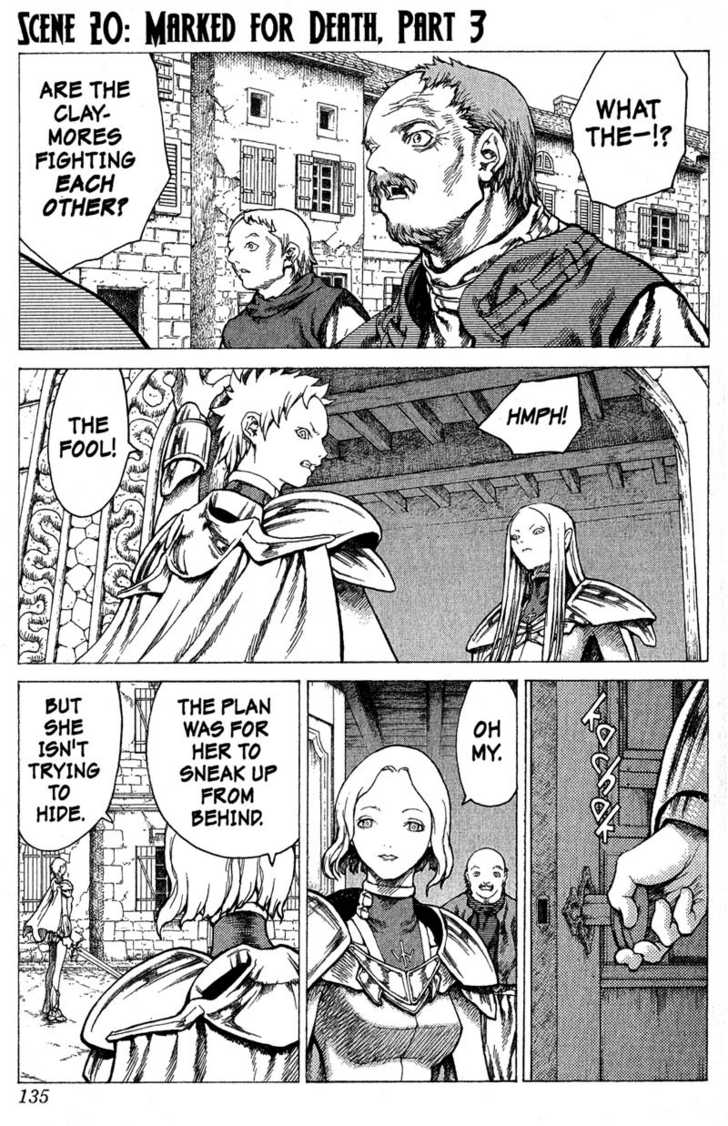 SCENE 20: MARKED FOR DEATH, PART 3
WHAT
THE—!?
ARE THE
CLAY-
MORES
FIGHTING
EACH
OTHER?
HMPH!
THE
FOOL!
KACHAK
OH
MY.
THE PLAN
WAS FOR
HER TO
SNEAK UP
FROM
BEHIND.
BUT
SHE
ISN'T
TRYING
TO
HIDE.
135